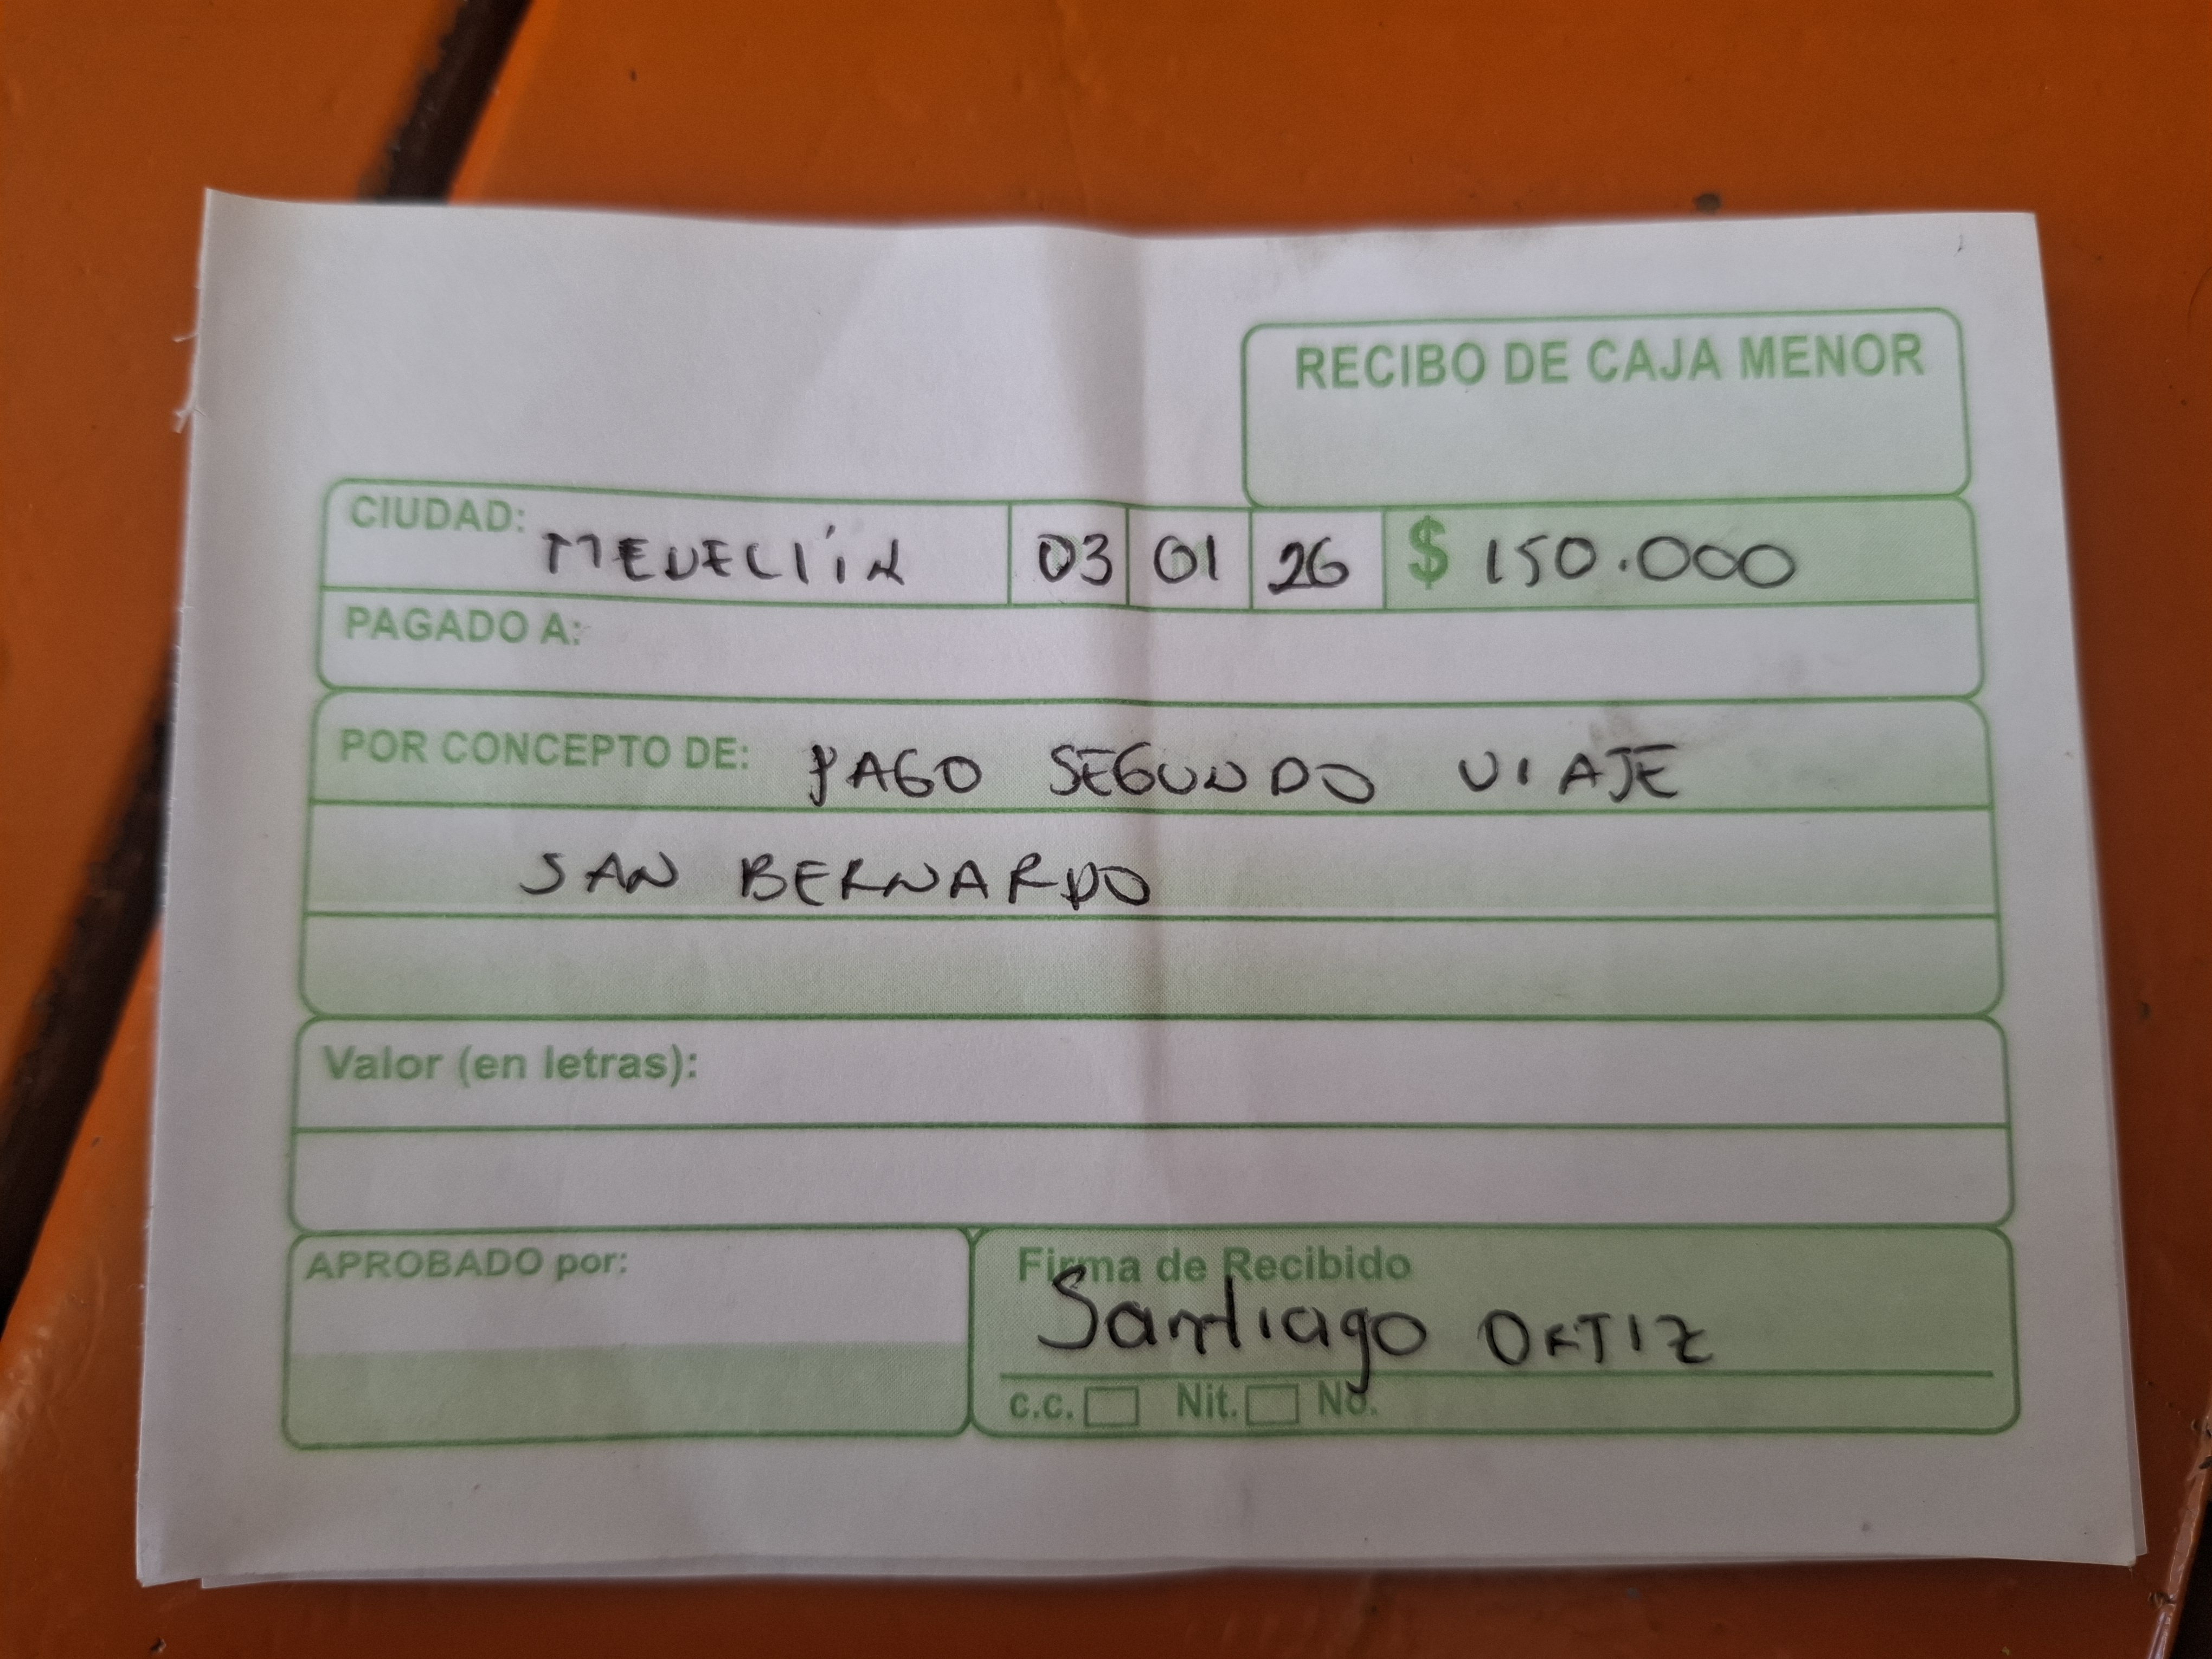 RECIBO DE CAJA MENOR
CIUDAD: MEDELLÍN 03 01 26 $ 150.000
PAGADO A:
POR CONCEPTO DE: PAGO SEGUNDO VIAJE
SAN BERNARDO
Valor (en letras):
APROBADO por:
Firma de Recibido
Santiago ORTIZ
c.c. Nit. No.